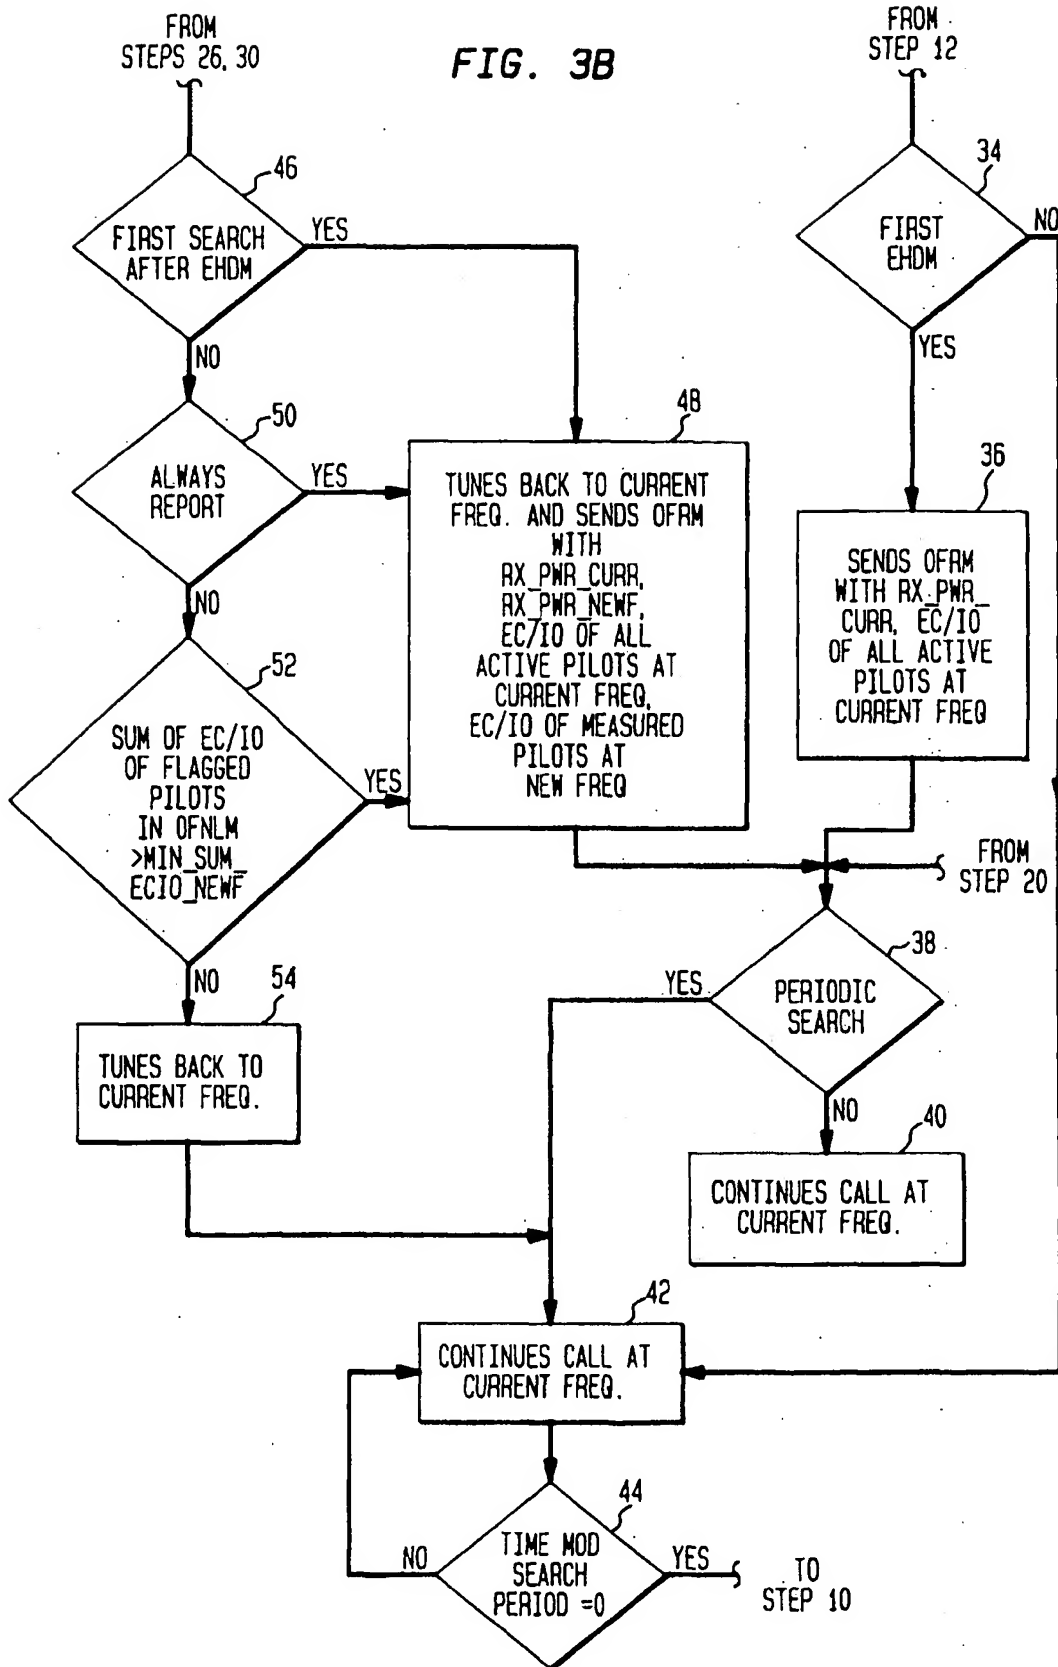 FROM
STEPS 26, 30
FIG. 3B
FROM
STEP 12
46
FIRST SEARCH
AFTER EHDM
YES
NO
34
FIRST
EHDM
NO
YES
50
ALWAYS
REPORT
YES
NO
48
TUNES BACK TO CURRENT
FREQ. AND SENDS OFRM
WITH
RX_PWR_CURR,
RX_PWR_NEWF,
EC/IO OF ALL
ACTIVE PILOTS AT
CURRENT FREQ,
EC/IO OF MEASURED
PILOTS AT
NEW FREQ
36
SENDS OFRM
WITH RX_PWR_
CURR, EC/IO
OF ALL ACTIVE
PILOTS AT
CURRENT FREQ
52
SUM OF EC/IO
OF FLAGGED
PILOTS
IN OFNLM
>MIN_SUM_
ECIO_NEWF
YES
NO
FROM
STEP 20
38
PERIODIC
SEARCH
YES
NO
54
TUNES BACK TO
CURRENT FREQ.
40
CONTINUES CALL AT
CURRENT FREQ.
42
CONTINUES CALL AT
CURRENT FREQ.
44
TIME MOD
SEARCH
PERIOD =0
NO
YES
TO
STEP 10